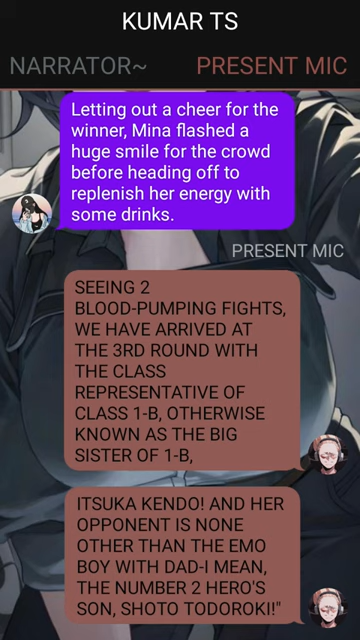 KUMAR TS
NARRATOR~ PRESENT MIC
Letting out a cheer for the
winner, Mina flashed a
huge smile for the crowd
before heading off to
replenish her energy with
some drinks.
PRESENT MIC
SEEING 2
BLOOD-PUMPING FIGHTS,
WE HAVE ARRIVED AT
THE 3RD ROUND WITH
THE CLASS
REPRESENTATIVE OF
CLASS 1-B, OTHERWISE
KNOWN AS THE BIG
SISTER OF 1-B,
ITSUKA KENDO! AND HER
OPPONENT IS NONE
OTHER THAN THE EMO
BOY WITH DAD-I MEAN,
THE NUMBER 2 HERO'S
SON, SHOTO TODOROKI!"